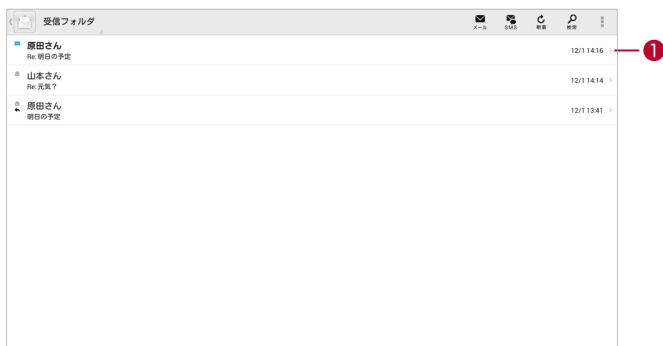 受信フォルダ
メール
SMS
新着
検索
原田さん
12/1 14:16
Re: 明日の予定
1
山本さん
12/1 14:14
Re: 元気？
原田さん
12/1 13:41
明日の予定